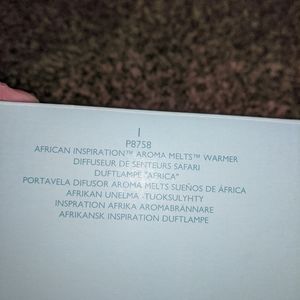 I
P8758
AFRICAN INSPIRATION™ AROMA MELTS™ WARMER
DIFFUSEUR DE SENTEURS SAFARI
DUFTLAMPE "AFRICA"
PORTAVELA DIFUSOR AROMA MELTS SUEÑOS DE ÁFRICA
AFRIKAN UNELMA -TUOKSULYHTY
INSPRATION AFRIKA AROMABRÄNNARE
AFRIKANSK INSPIRATION DUFTLAMPE